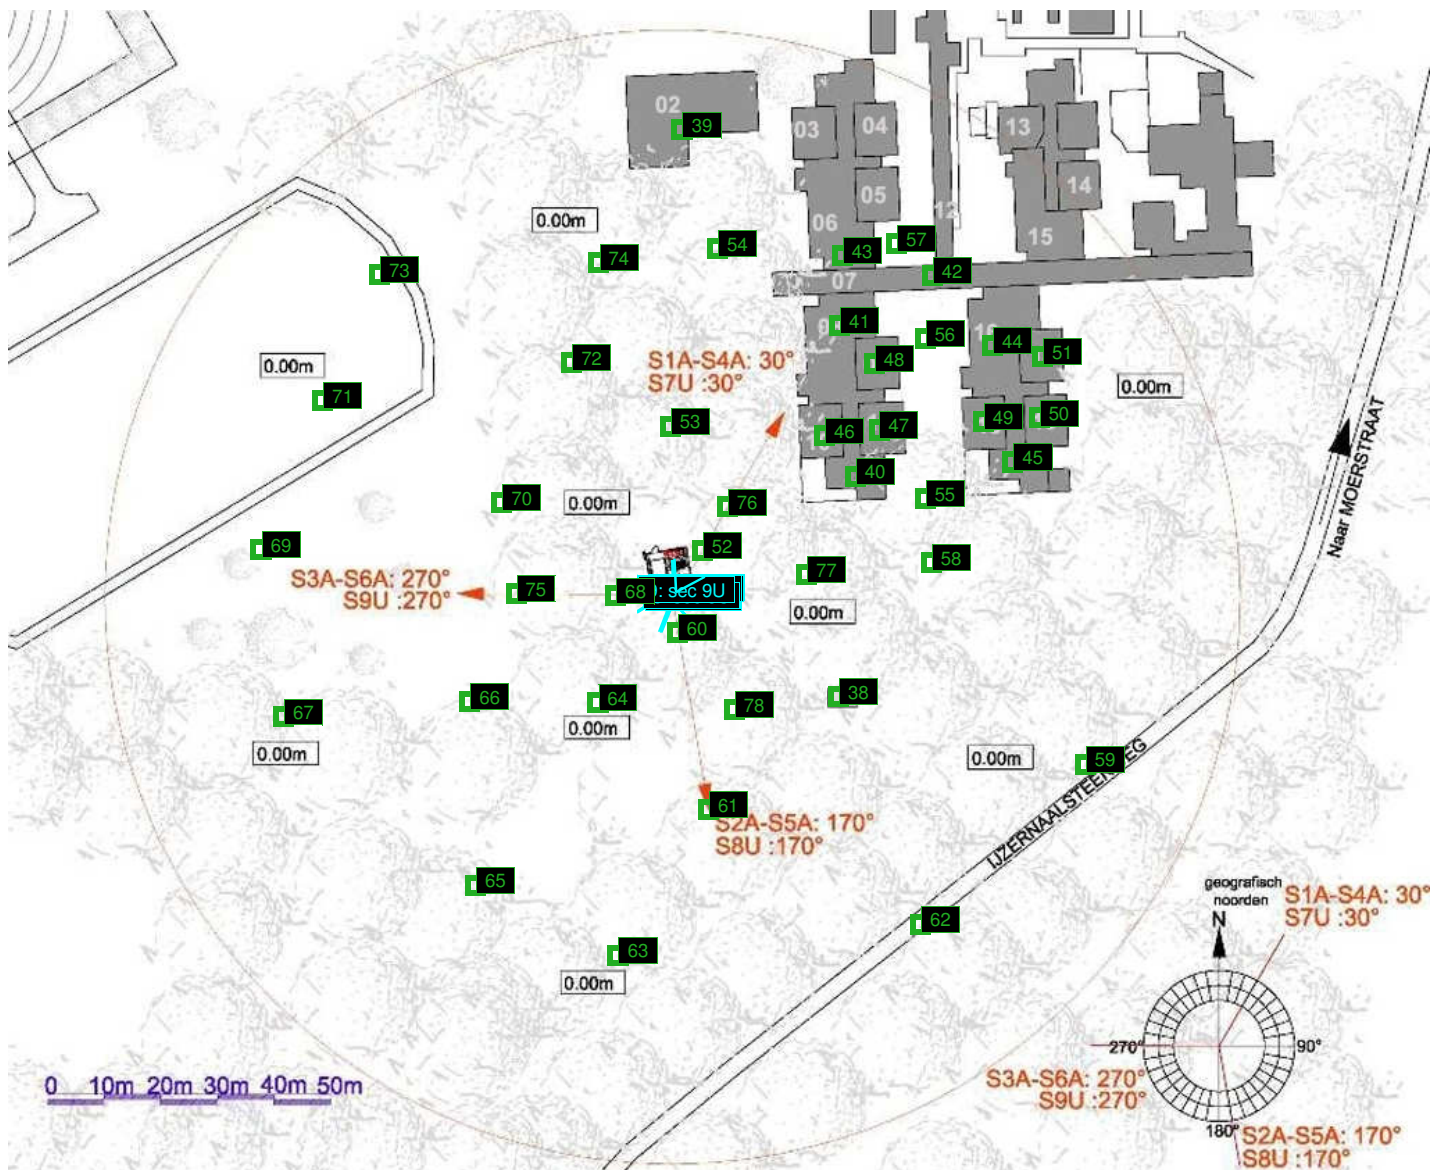 02
39
03
04
13
05
14
12
06
15
0.00m
54
57
43
74
42
73
07
41
56
44
51
S1A-S4A: 30°
S7U :30°
72
48
0.00m
0.00m
71
53
46
47
49
50
45
40
Naar MOERSTRAAT
70
0.00m
76
55
69
52
58
77
S3A-S6A: 270°
S9U :270°
75
68
: sec 9U
0.00m
60
66
64
38
67
78
0.00m
0.00m
0.00m
59
IJZERNAALSTEENWEG
61
S2A-S5A: 170°
S8U :170°
65
62
63
0.00m
geografisch
noorden
N
S1A-S4A: 30°
S7U :30°
270°
90°
180°
S3A-S6A: 270°
S9U :270°
S2A-S5A: 170°
S8U :170°
0 10m 20m 30m 40m 50m